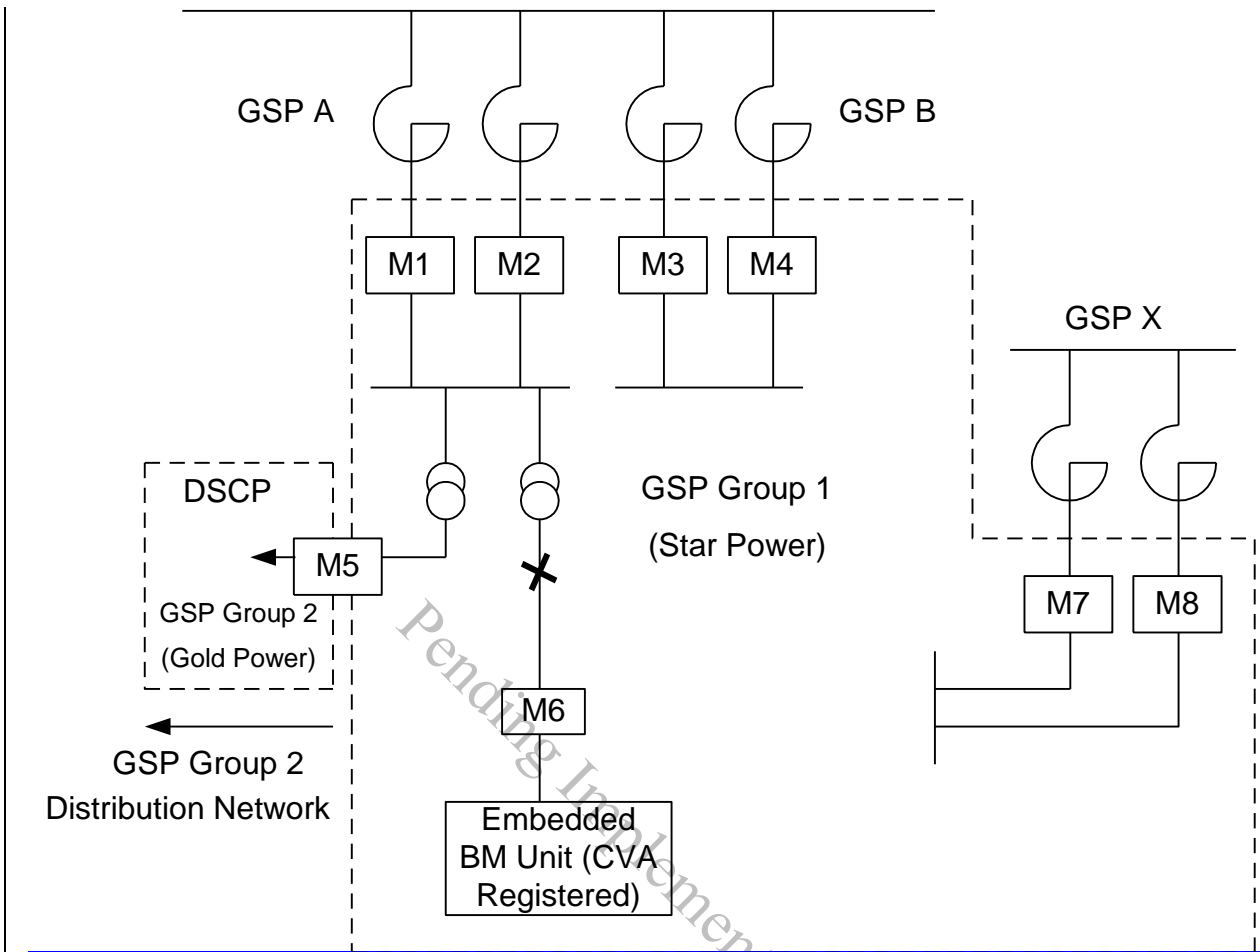 GSP A
GSP B
M1
M2
M3
M4
GSP X
DSCP
GSP Group 1
(Star Power)
M5
GSP Group 2
(Gold Power)
M7
M8
M6
GSP Group 2
Distribution Network
Embedded
BM Unit (CVA
Registered)
Pending Implemen